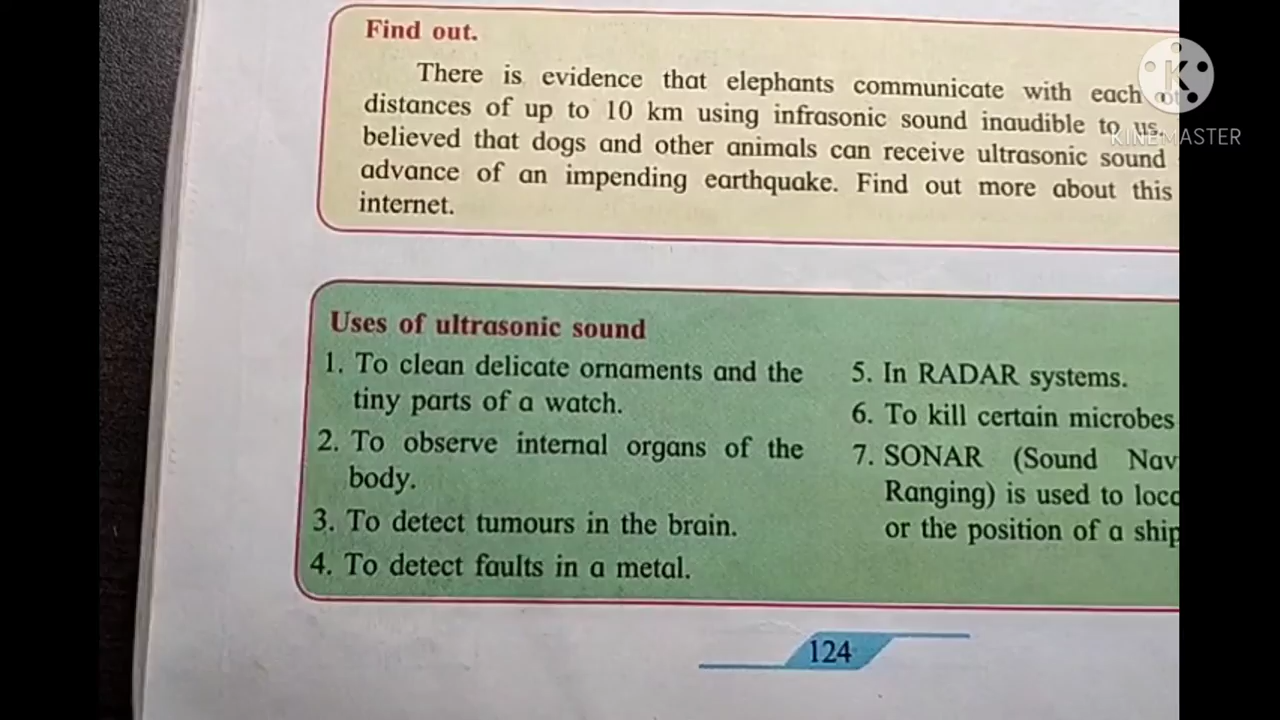 Find out.
There is evidence that elephants communicate with each
distances of up to 10 km using infrasonic sound inaudible to us.
believed that dogs and other animals can receive ultrasonic sound
advance of an impending earthquake. Find out more about this
internet.
KINEMASTER
Uses of ultrasonic sound
1. To clean delicate ornaments and the
tiny parts of a watch.
2. To observe internal organs of the
body.
3. To detect tumours in the brain.
4. To detect faults in a metal.
5. In RADAR systems.
6. To kill certain microbes
7. SONAR (Sound Nav
Ranging) is used to loca
or the position of a ship
124